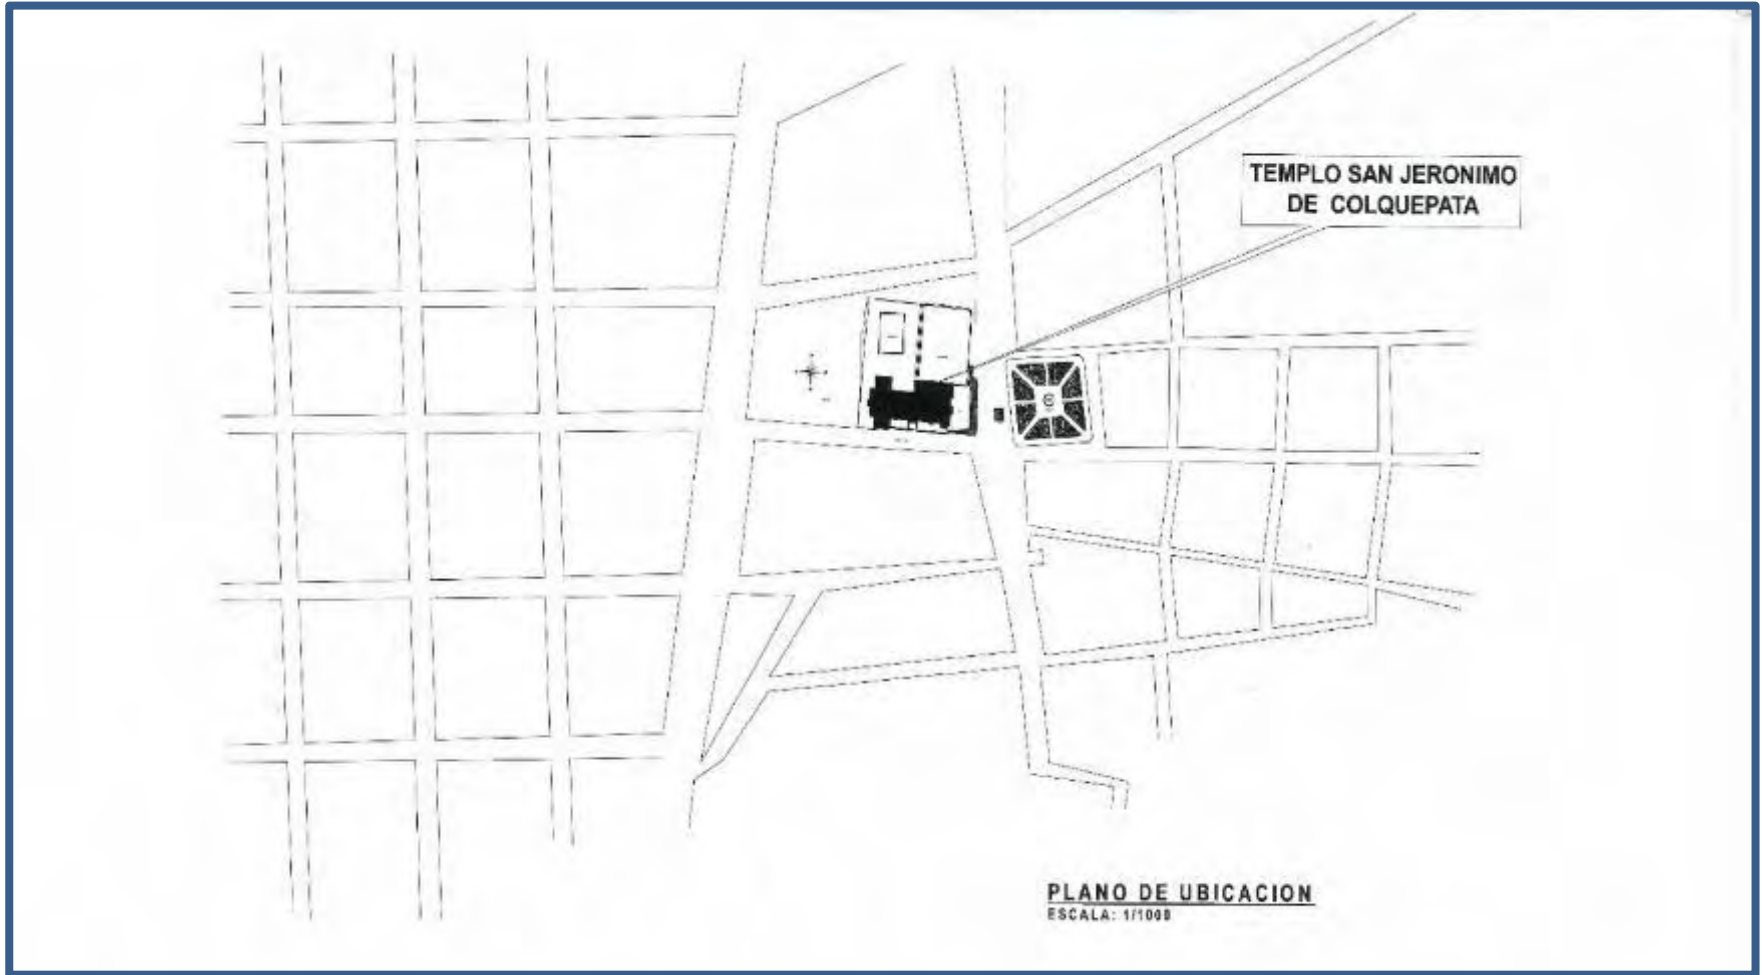 TEMPLO SAN JERONIMO
DE COLQUEPATA
PLANO DE UBICACION
ESCALA: 1/1000